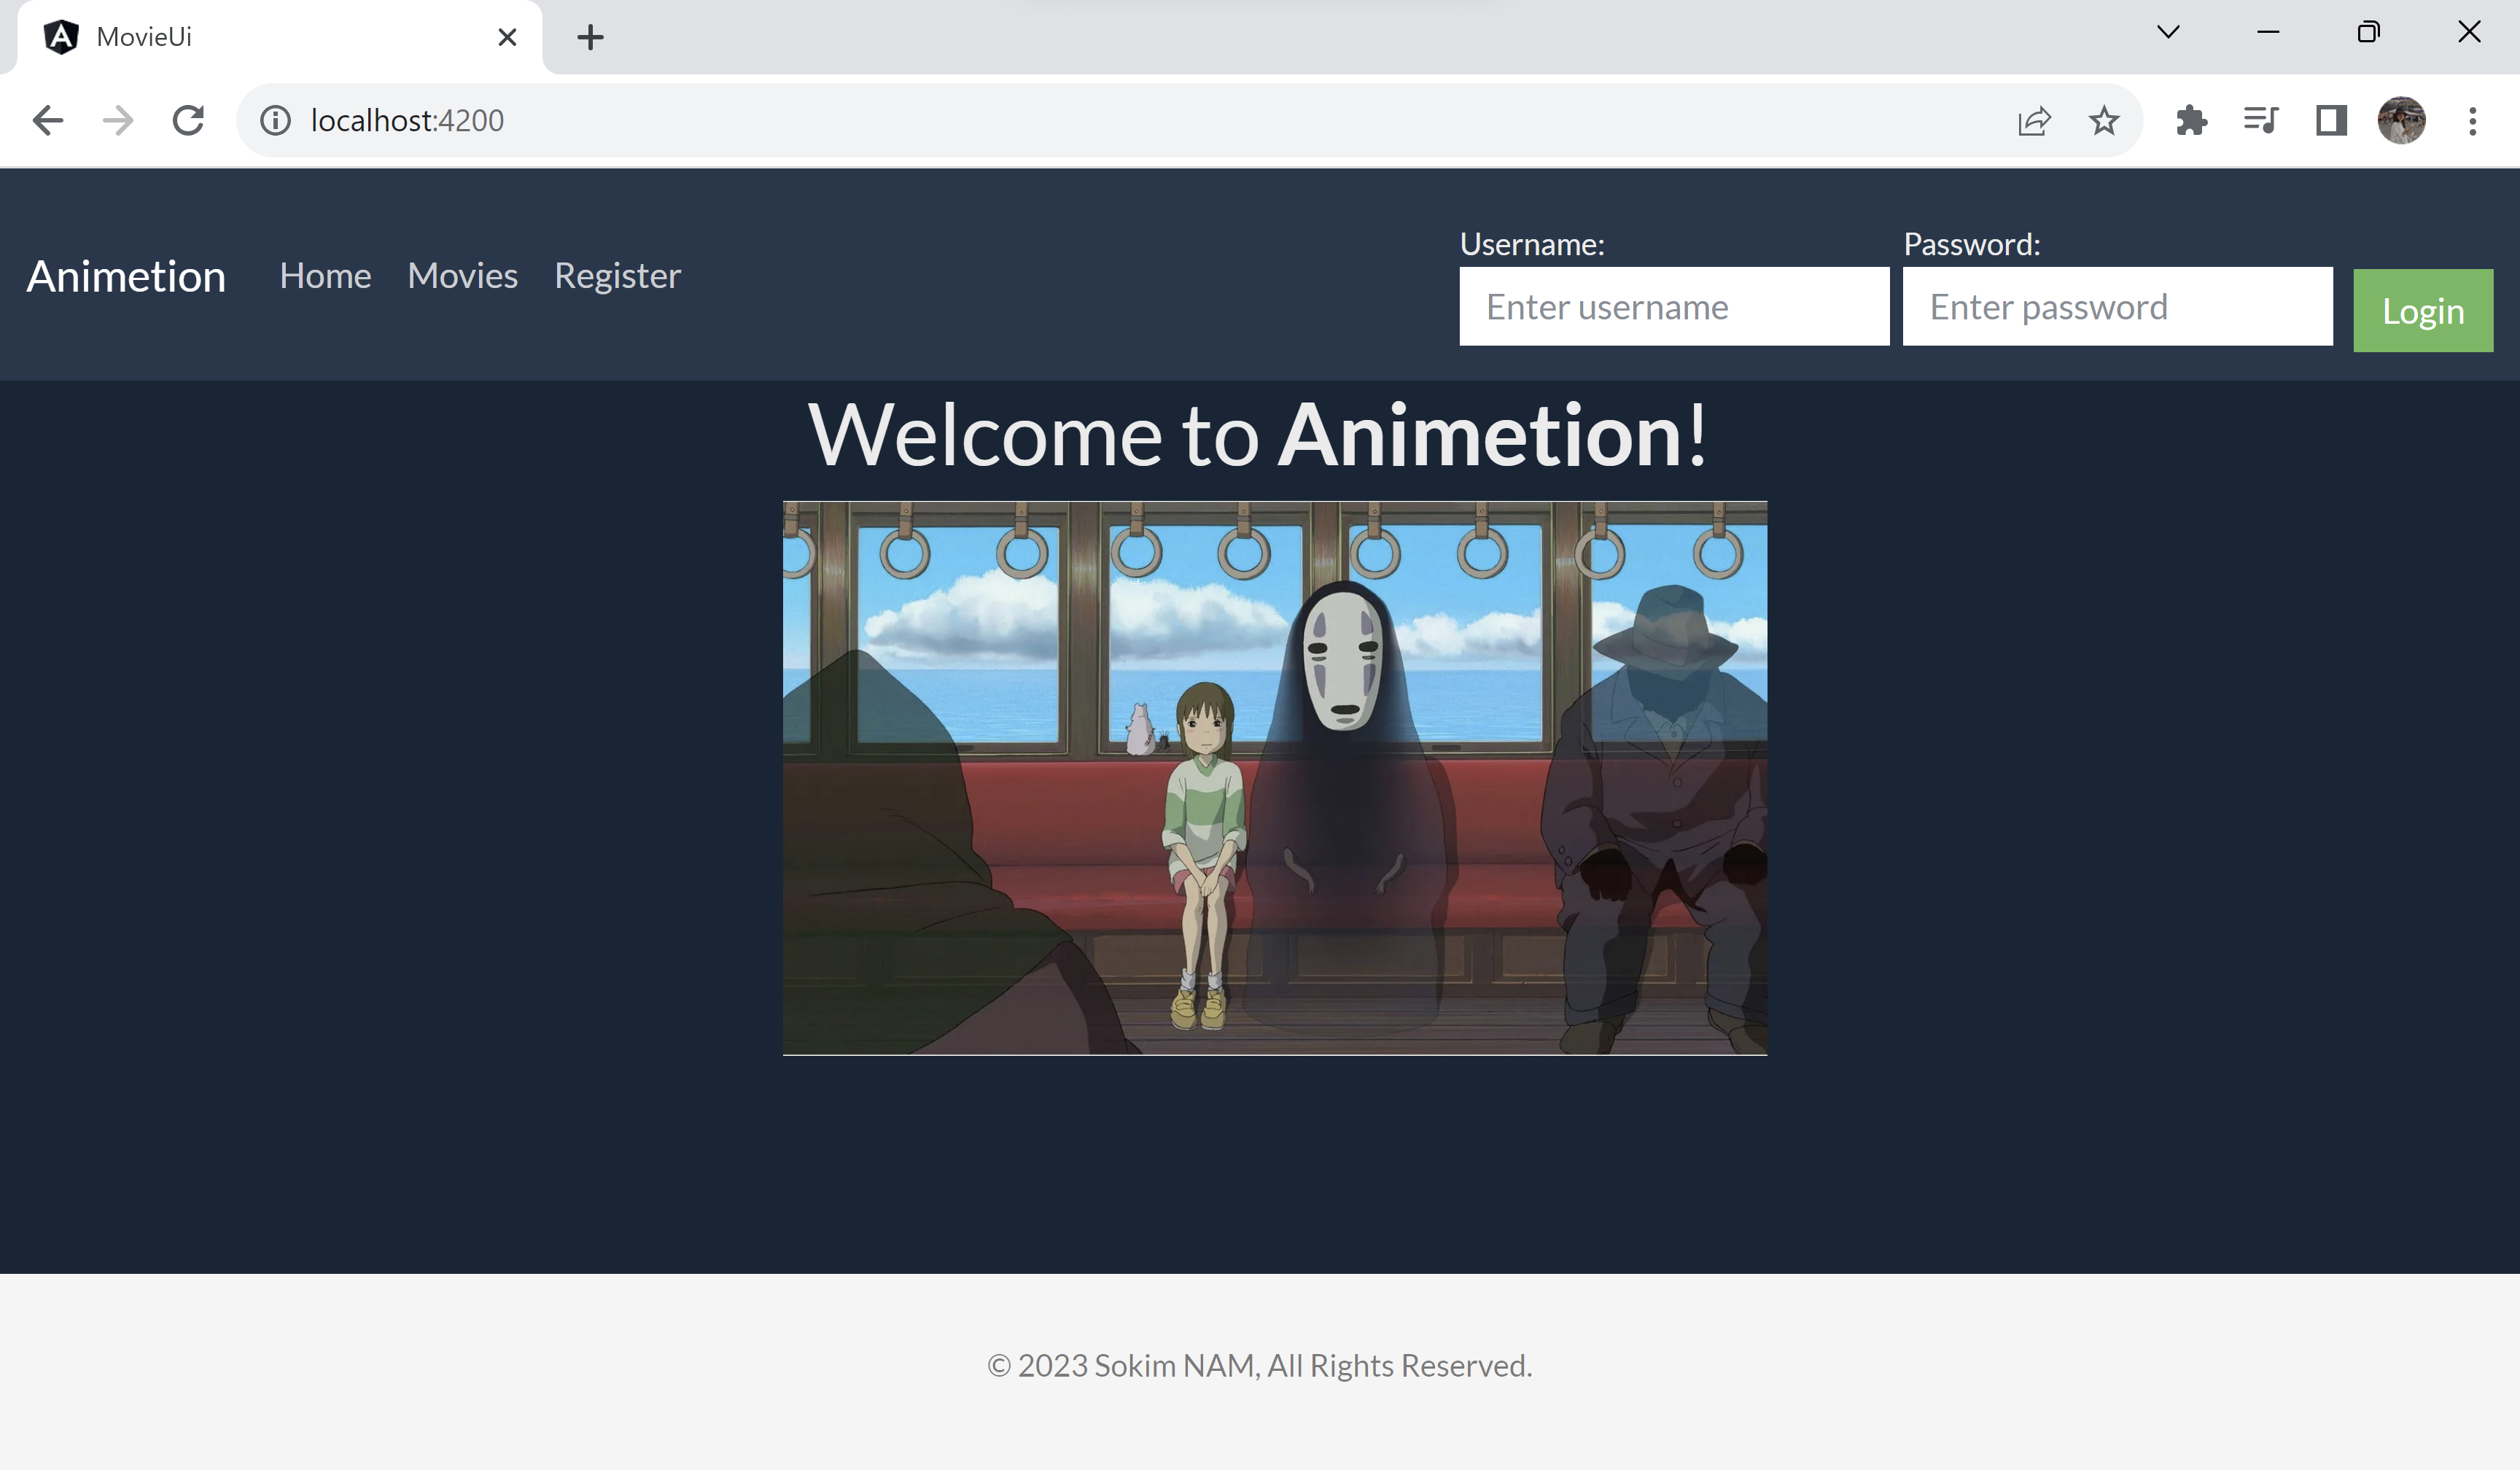 MovieUi
localhost:4200
Animetion Home Movies Register
Username: Password:
Enter username Enter password Login
Welcome to Animetion!
© 2023 Sokim NAM, All Rights Reserved.